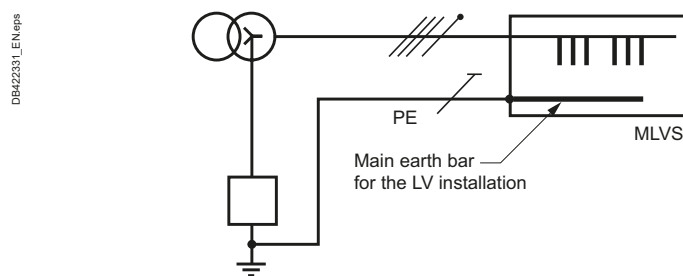 DB422331_EN.eps
PE
MLVS
Main earth bar
for the LV installation